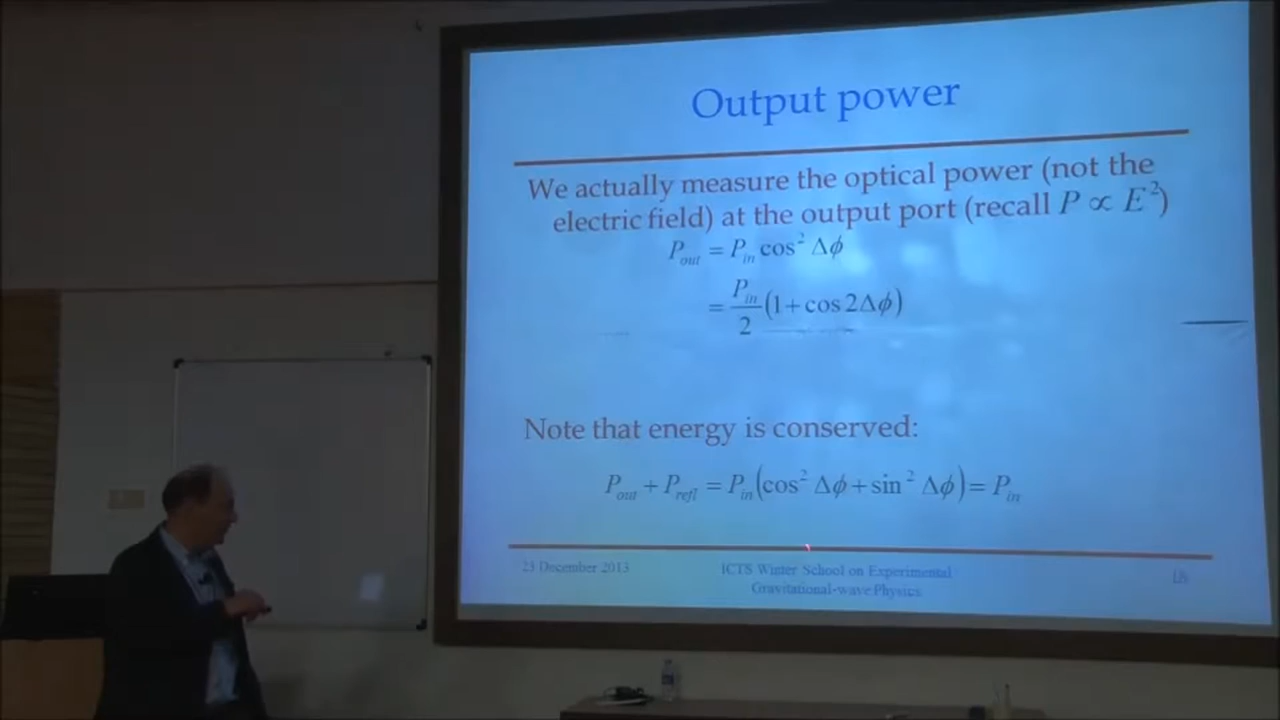 Output power
We actually measure the optical power (not the
electric field) at the output port (recall P ∝ E²)
P_out = P_in cos² Δϕ
= P_in/2 (1 + cos 2Δϕ)
Note that energy is conserved:
P_out + P_refl = P_in (cos² Δϕ + sin² Δϕ) = P_in
23 December 2013
ICTS Winter School on Experimental
Gravitational-wave Physics